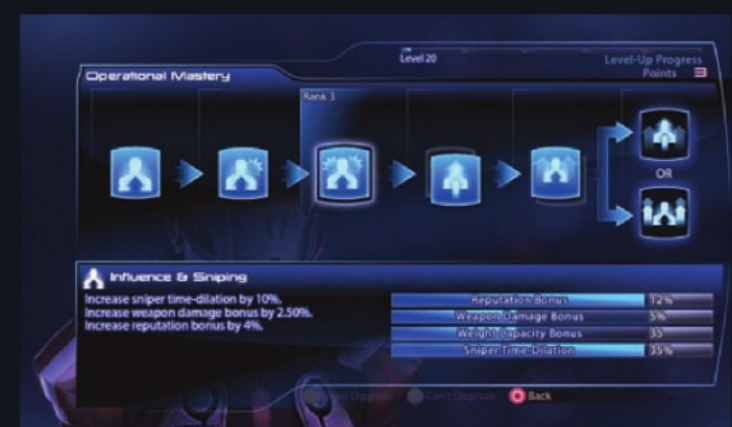 Level 20
Level-Up Progress
Points 3
Operational Mastery
Rank 3
OR
Influence & Sniping
Increase sniper time-dilation by 10%.
Increase weapon damage bonus by 2.50%.
Increase reputation bonus by 4%.
Reputation Bonus 12%
Weapon Damage Bonus 5%
Weight Capacity Bonus 35
Sniper Time-Dilation 35%
Upgrade Can't Upgrade Back